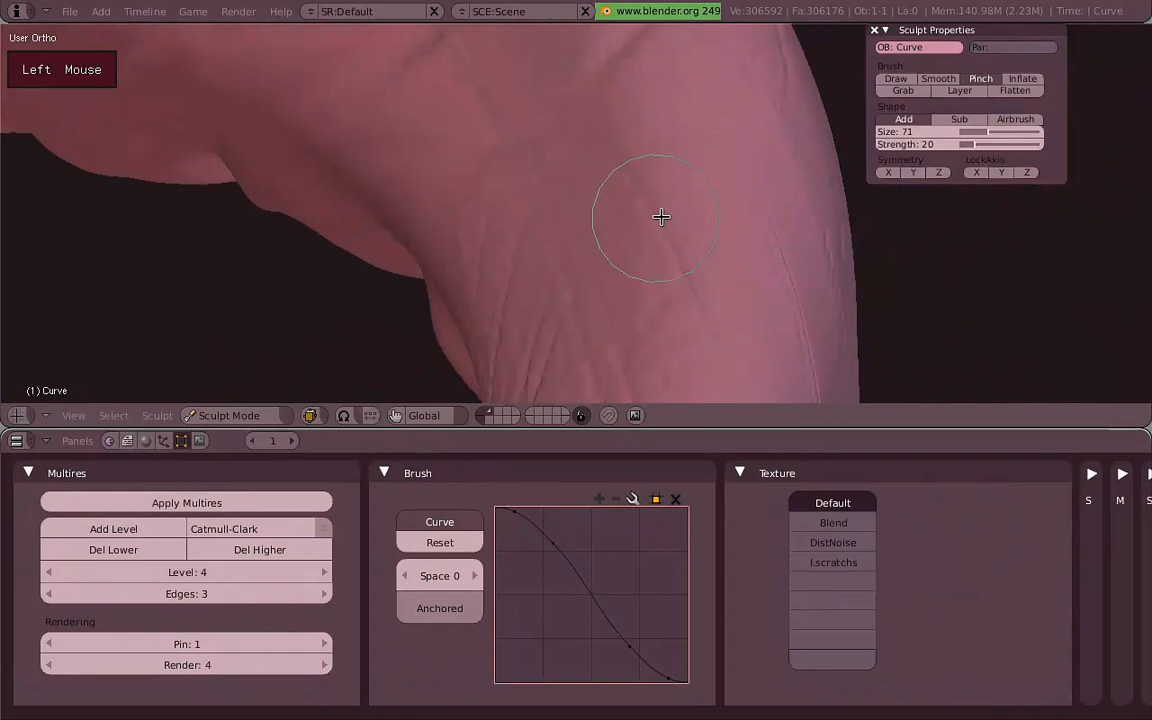 File Add Timeline Game Render Help SR:Default SCE:Scene www.blender.org 249 Ve:306592 | Fa:306176 | Ob:1-1 | La:0 | Mem:140.98M (2.23M) | Time: | Curve
User Ortho
Left Mouse
Sculpt Properties
OB: Curve Par:
Brush
Draw Smooth Pinch Inflate
Grab Layer Flatten
Shape
Add Sub Airbrush
Size: 71
Strength: 20
Symmetry LockAxis
X Y Z X Y Z
(1) Curve
View Select Sculpt Sculpt Mode Global
Panels 1
Multires Brush Texture
Apply Multires
Add Level Catmull-Clark
Del Lower Del Higher
Level: 4
Edges: 3
Rendering
Pin: 1
Render: 4
Curve
Reset
Space 0
Anchored
Default
Blend
DistNoise
l.scratchs
S M S